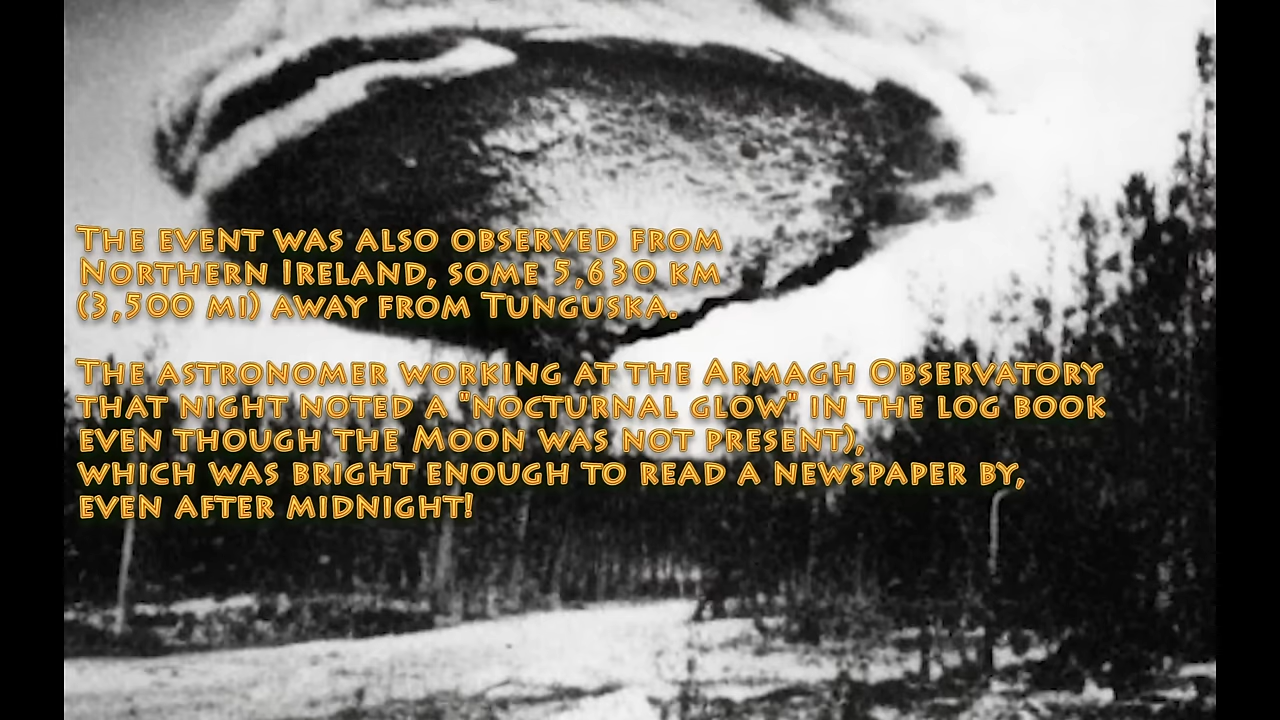 The event was also observed from
Northern Ireland, some 5,630 km
(3,500 mi) away from Tunguska.
The astronomer working at the Armagh Observatory
that night noted a "nocturnal glow" in the log book
even though the Moon was not present),
which was bright enough to read a newspaper by,
even after midnight!